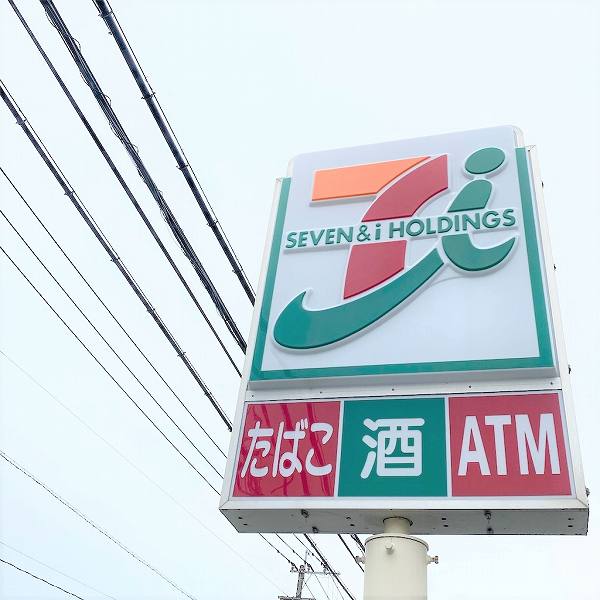 SEVEN & i HOLDINGS
たばこ 酒 ATM